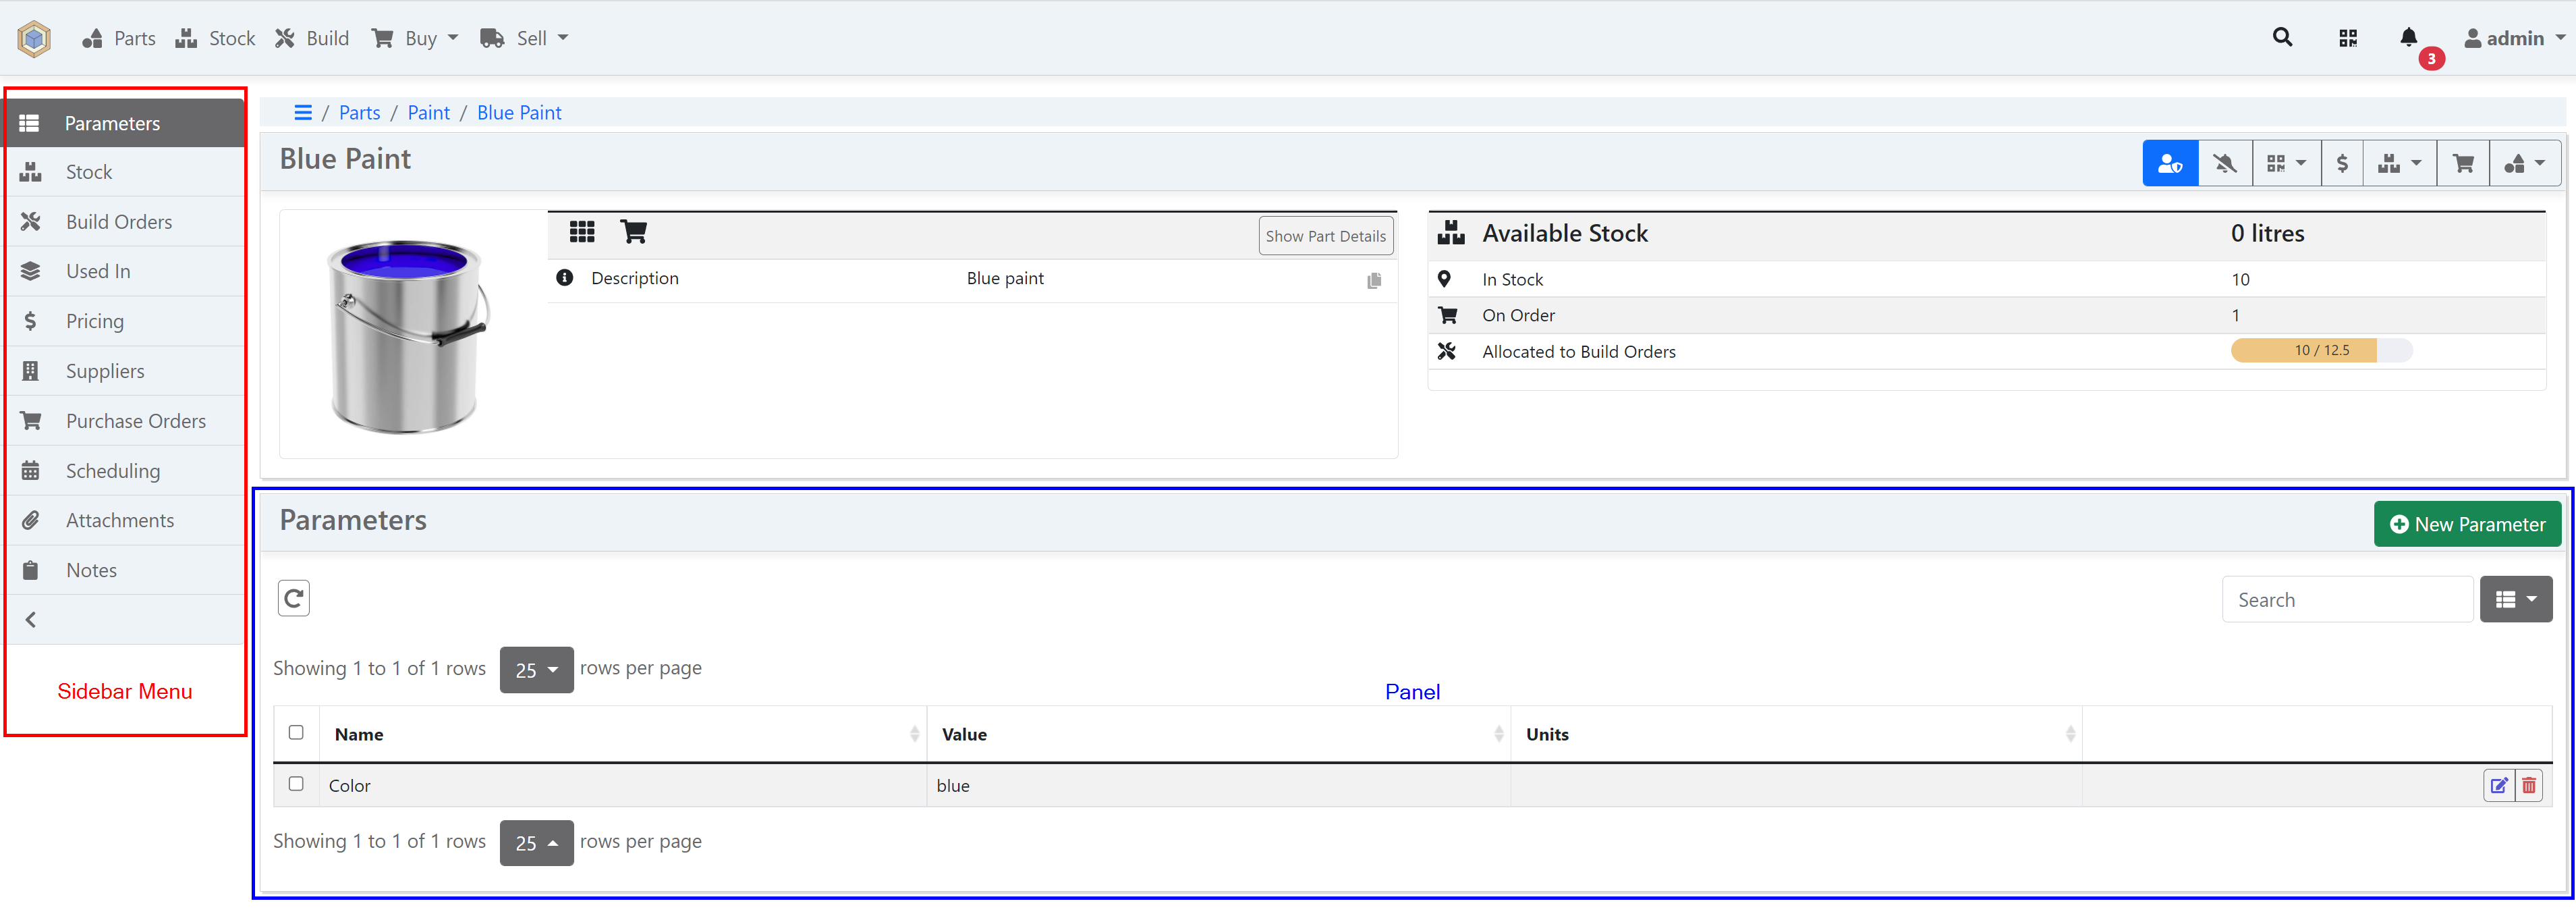 Parts Stock Build Buy Sell admin
3
Parameters
Stock
Build Orders
Used In
Pricing
Suppliers
Purchase Orders
Scheduling
Attachments
Notes
Sidebar Menu
/ Parts / Paint / Blue Paint
Blue Paint
Show Part Details
Description Blue paint
Available Stock 0 litres
In Stock 10
On Order 1
Allocated to Build Orders 10 / 12.5
Parameters
New Parameter
Search
Showing 1 to 1 of 1 rows 25 rows per page
Panel
Name Value Units
Color blue
Showing 1 to 1 of 1 rows 25 rows per page